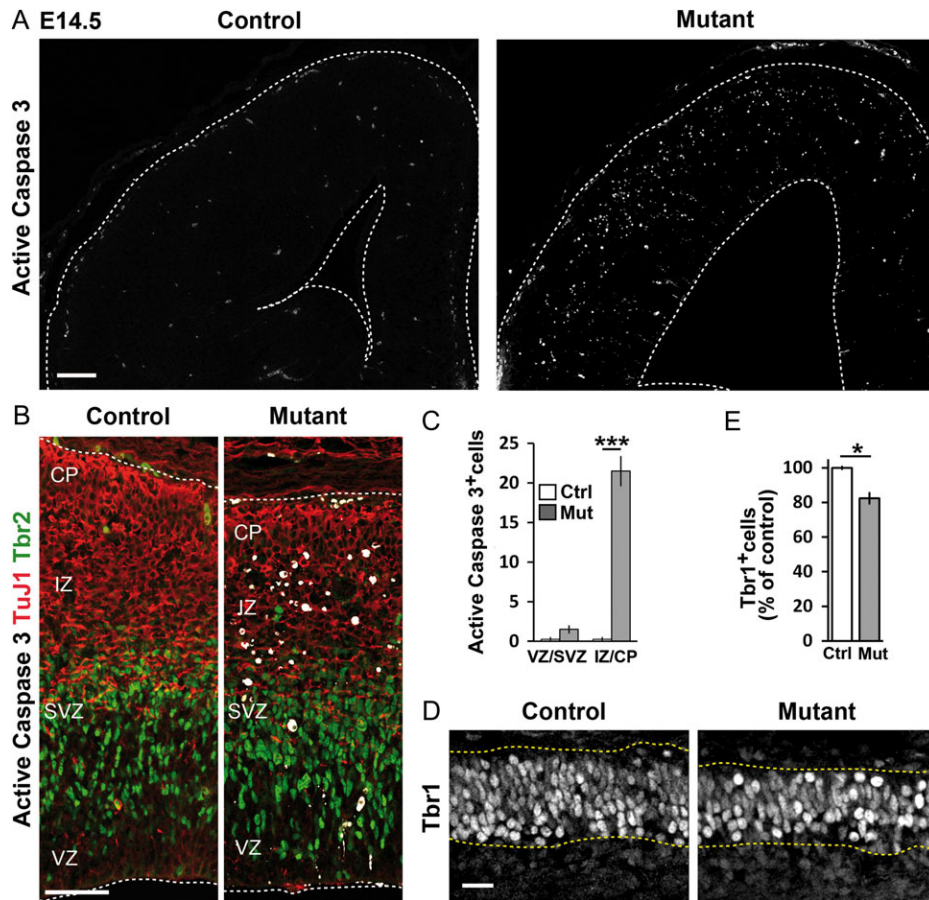 A E14.5 Control Mutant
Active Caspase 3
B Control Mutant
Active Caspase 3 TuJ1 Tbr2
CP
IZ
SVZ
VZ
CP
IZ
SVZ
VZ
C
Active Caspase 3+cells
25
20
15
10
5
0
***
Ctrl
Mut
VZ/SVZ IZ/CP
E
Tbr1+cells
(% of control)
100
80
60
40
20
0
*
Ctrl Mut
D Control Mutant
Tbr1